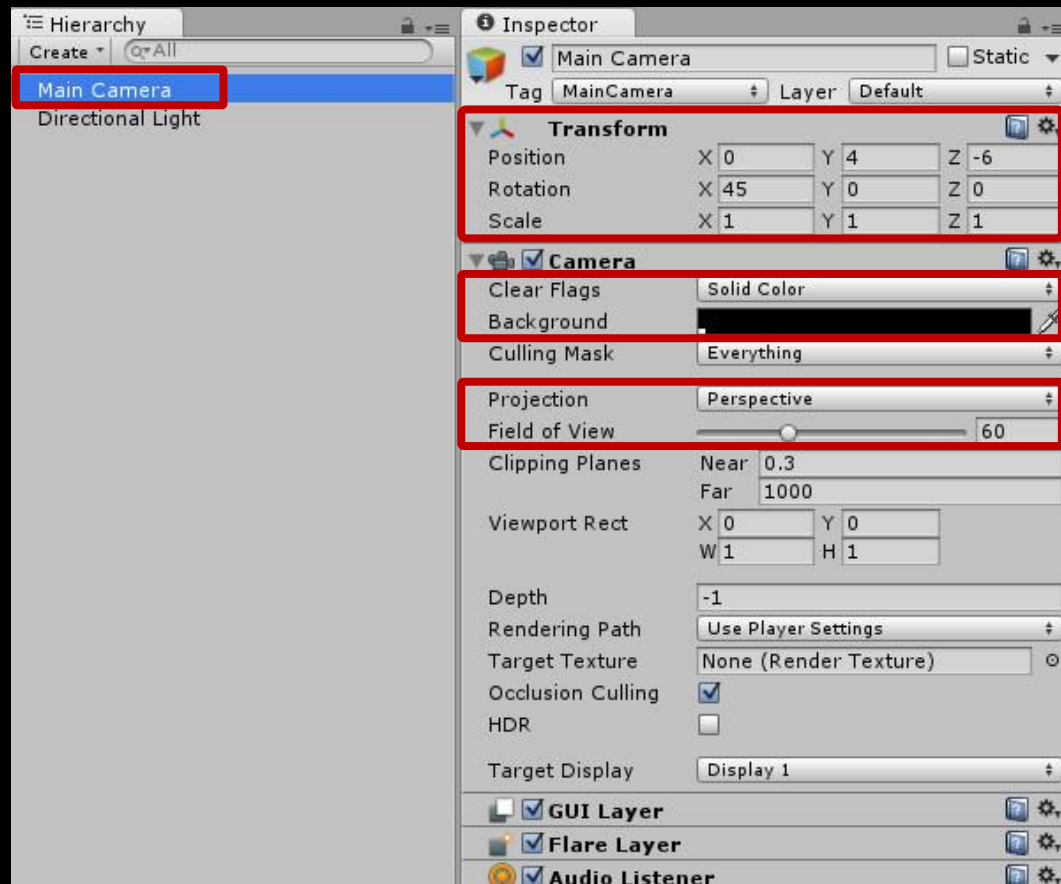 Hierarchy
Create
All
Main Camera
Directional Light
Inspector
Main Camera Static
Tag MainCamera Layer Default
Transform
Position X 0 Y 4 Z -6
Rotation X 45 Y 0 Z 0
Scale X 1 Y 1 Z 1
Camera
Clear Flags Solid Color
Background
Culling Mask Everything
Projection Perspective
Field of View 60
Clipping Planes Near 0.3
Far 1000
Viewport Rect X 0 Y 0
W 1 H 1
Depth -1
Rendering Path Use Player Settings
Target Texture None (Render Texture)
Occlusion Culling
HDR
Target Display Display 1
GUI Layer
Flare Layer
Audio Listener